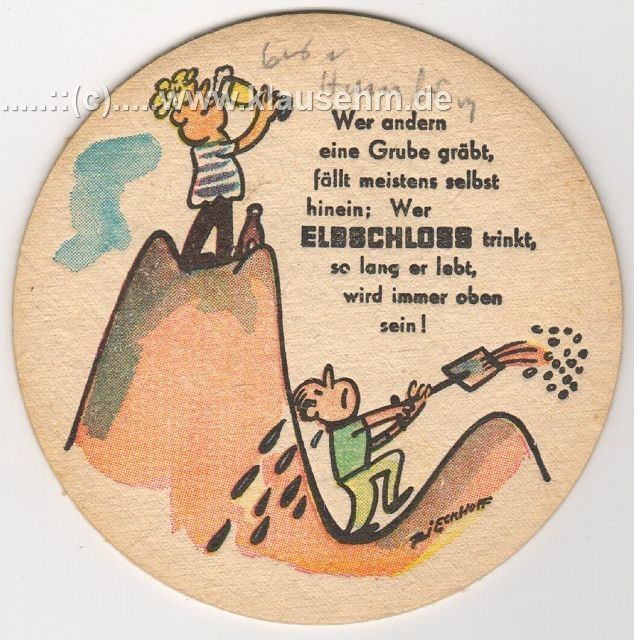 ......::(c)....www.klausehm.de
Wer andern
eine Grube gräbt,
fällt meistens selbst
hinein; Wer
ELBSCHLOSS trinkt,
so lang er lebt,
wird immer oben
sein!
ECKHOFF